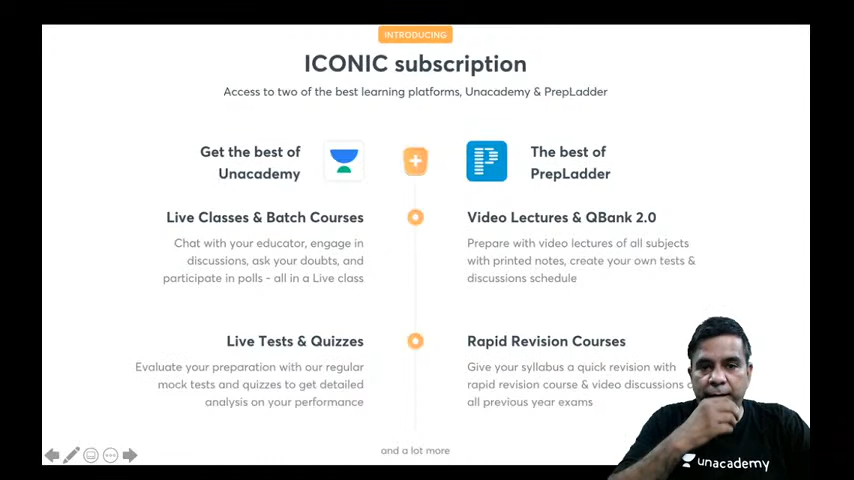 INTRODUCING
ICONIC subscription
Access to two of the best learning platforms, Unacademy & PrepLadder
Get the best of
Unacademy
The best of
PrepLadder
Live Classes & Batch Courses
Chat with your educator, engage in
discussions, ask your doubts, and
participate in polls - all in a Live class
Video Lectures & QBank 2.0
Prepare with video lectures of all subjects
with printed notes, create your own tests &
discussions schedule
Live Tests & Quizzes
Evaluate your preparation with our regular
mock tests and quizzes to get detailed
analysis on your performance
Rapid Revision Courses
Give your syllabus a quick revision with
rapid revision course & video discussions
all previous year exams
and a lot more
unacademy